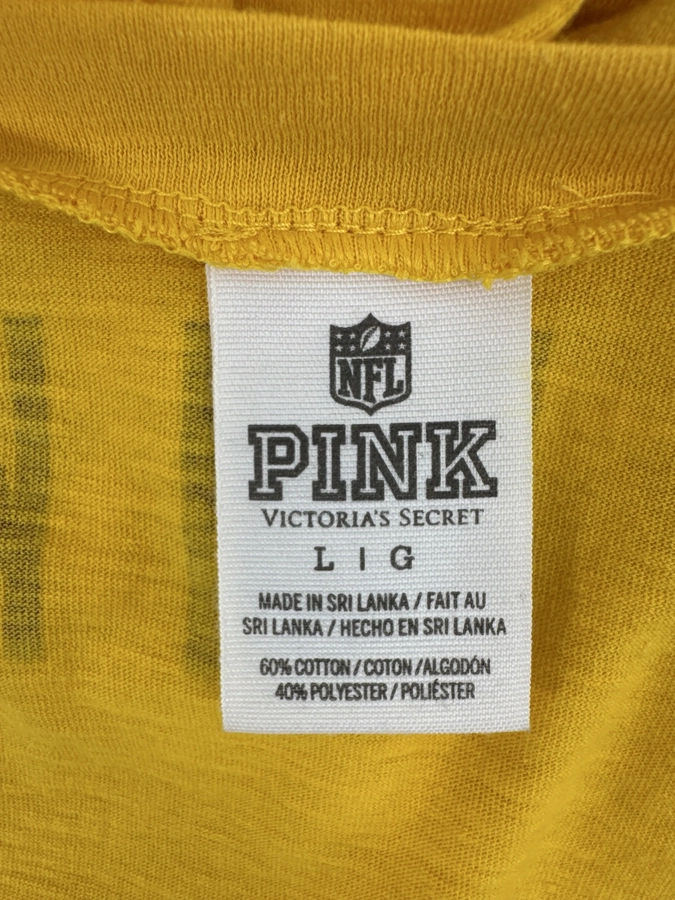 NFL
PINK
VICTORIA'S SECRET
L | G
MADE IN SRI LANKA / FAIT AU
SRI LANKA / HECHO EN SRI LANKA
60% COTTON / COTON /ALGODÓN
40% POLYESTER / POLIÉSTER